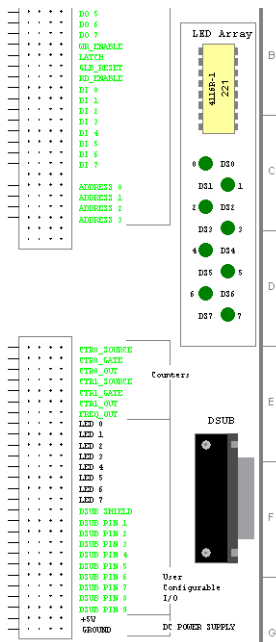 DO 5
DO 6
DO 7
WR_ENABLE
LATCH
GLB_RESET
RD_ENABLE
DI 0
DI 1
DI 2
DI 3
DI 4
DI 5
DI 6
DI 7
ADDRESS 0
ADDRESS 1
ADDRESS 2
ADDRESS 3
LED Array
4116R-1
221
0 DS0
DS1 1
2 DS2
DS3 3
4 DS4
DS5 5
6 DS6
DS7 7
B
C
D
E
F
G
CTR0_SOURCE
CTR0_GATE
CTR0_OUT
CTR1_SOURCE
CTR1_GATE
CTR1_OUT
FREQ_OUT
Counters
LED 0
LED 1
LED 2
LED 3
LED 4
LED 5
LED 6
LED 7
DSUB SHIELD
DSUB PIN 1
DSUB PIN 2
DSUB PIN 3
DSUB PIN 4
DSUB PIN 5
DSUB PIN 6
DSUB PIN 7
DSUB PIN 8
DSUB PIN 9
User
Configurable
I/O
+5V
GROUND
DC POWER SUPPLY
DSUB